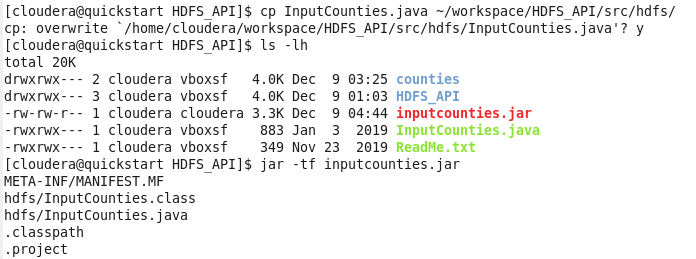 [cloudera@quickstart HDFS_API]$ cp InputCounties.java ~/workspace/HDFS_API/src/hdfs/
cp: overwrite `/home/cloudera/workspace/HDFS_API/src/hdfs/InputCounties.java'? y
[cloudera@quickstart HDFS_API]$ ls -lh
total 20K
drwxrwx--- 2 cloudera vboxsf   4.0K Dec  9 03:25 counties
drwxrwx--- 3 cloudera vboxsf   4.0K Dec  9 01:03 HDFS_API
-rw-rw-r-- 1 cloudera cloudera 3.3K Dec  9 04:44 inputcounties.jar
-rwxrwx--- 1 cloudera vboxsf    883 Jan  3  2019 InputCounties.java
-rwxrwx--- 1 cloudera vboxsf    349 Nov 23  2019 ReadMe.txt
[cloudera@quickstart HDFS_API]$ jar -tf inputcounties.jar
META-INF/MANIFEST.MF
hdfs/InputCounties.class
hdfs/InputCounties.java
.classpath
.project